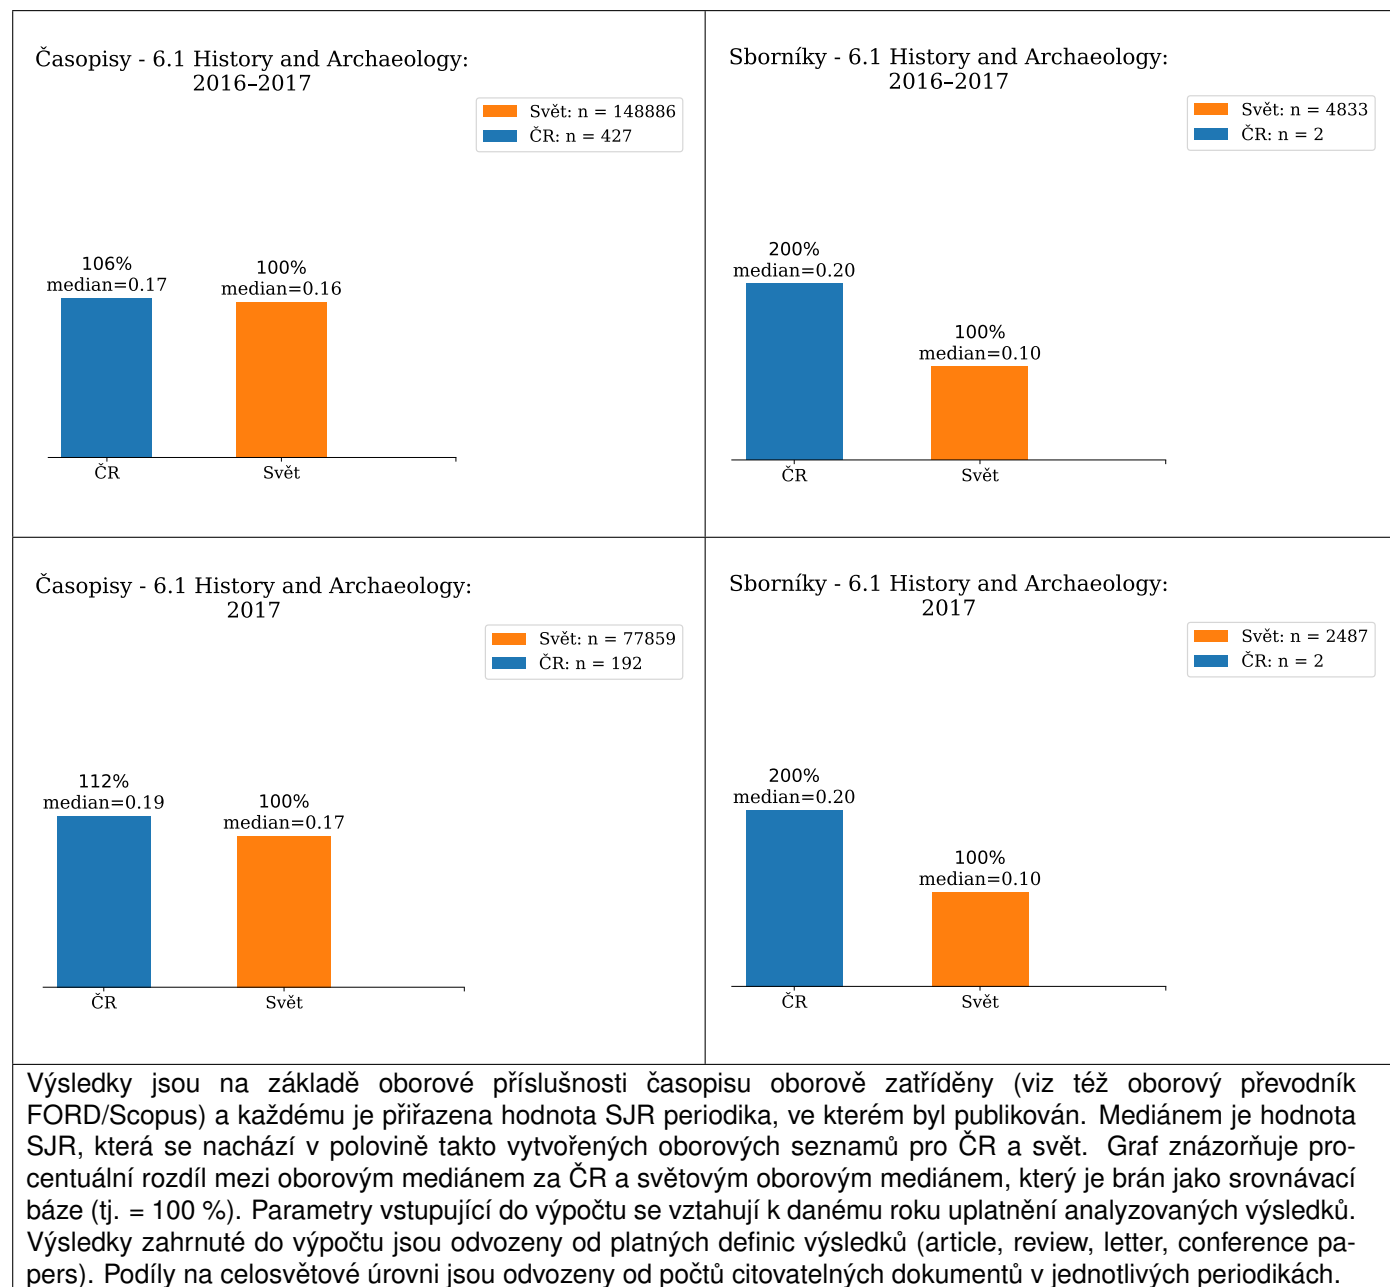 Časopisy - 6.1 History and Archaeology:
2016–2017
Svět: n = 148886
ČR: n = 427
106%
median=0.17
100%
median=0.16
ČR
Svět
Sborníky - 6.1 History and Archaeology:
2016–2017
Svět: n = 4833
ČR: n = 2
200%
median=0.20
100%
median=0.10
ČR
Svět
Časopisy - 6.1 History and Archaeology:
2017
Svět: n = 77859
ČR: n = 192
112%
median=0.19
100%
median=0.17
ČR
Svět
Sborníky - 6.1 History and Archaeology:
2017
Svět: n = 2487
ČR: n = 2
200%
median=0.20
100%
median=0.10
ČR
Svět
Výsledky jsou na základě oborové příslušnosti časopisu oborově zatříděny (viz též oborový převodník
FORD/Scopus) a každému je přiřazena hodnota SJR periodika, ve kterém byl publikován. Mediánem je hodnota
SJR, která se nachází v polovině takto vytvořených oborových seznamů pro ČR a svět. Graf znázorňuje pro-
centuální rozdíl mezi oborovým mediánem za ČR a světovým oborovým mediánem, který je brán jako srovnávací
báze (tj. = 100 %). Parametry vstupující do výpočtu se vztahují k danému roku uplatnění analyzovaných výsledků.
Výsledky zahrnuté do výpočtu jsou odvozeny od platných definic výsledků (article, review, letter, conference pa-
pers). Podíly na celosvětové úrovni jsou odvozeny od počtů citovatelných dokumentů v jednotlivých periodikách.